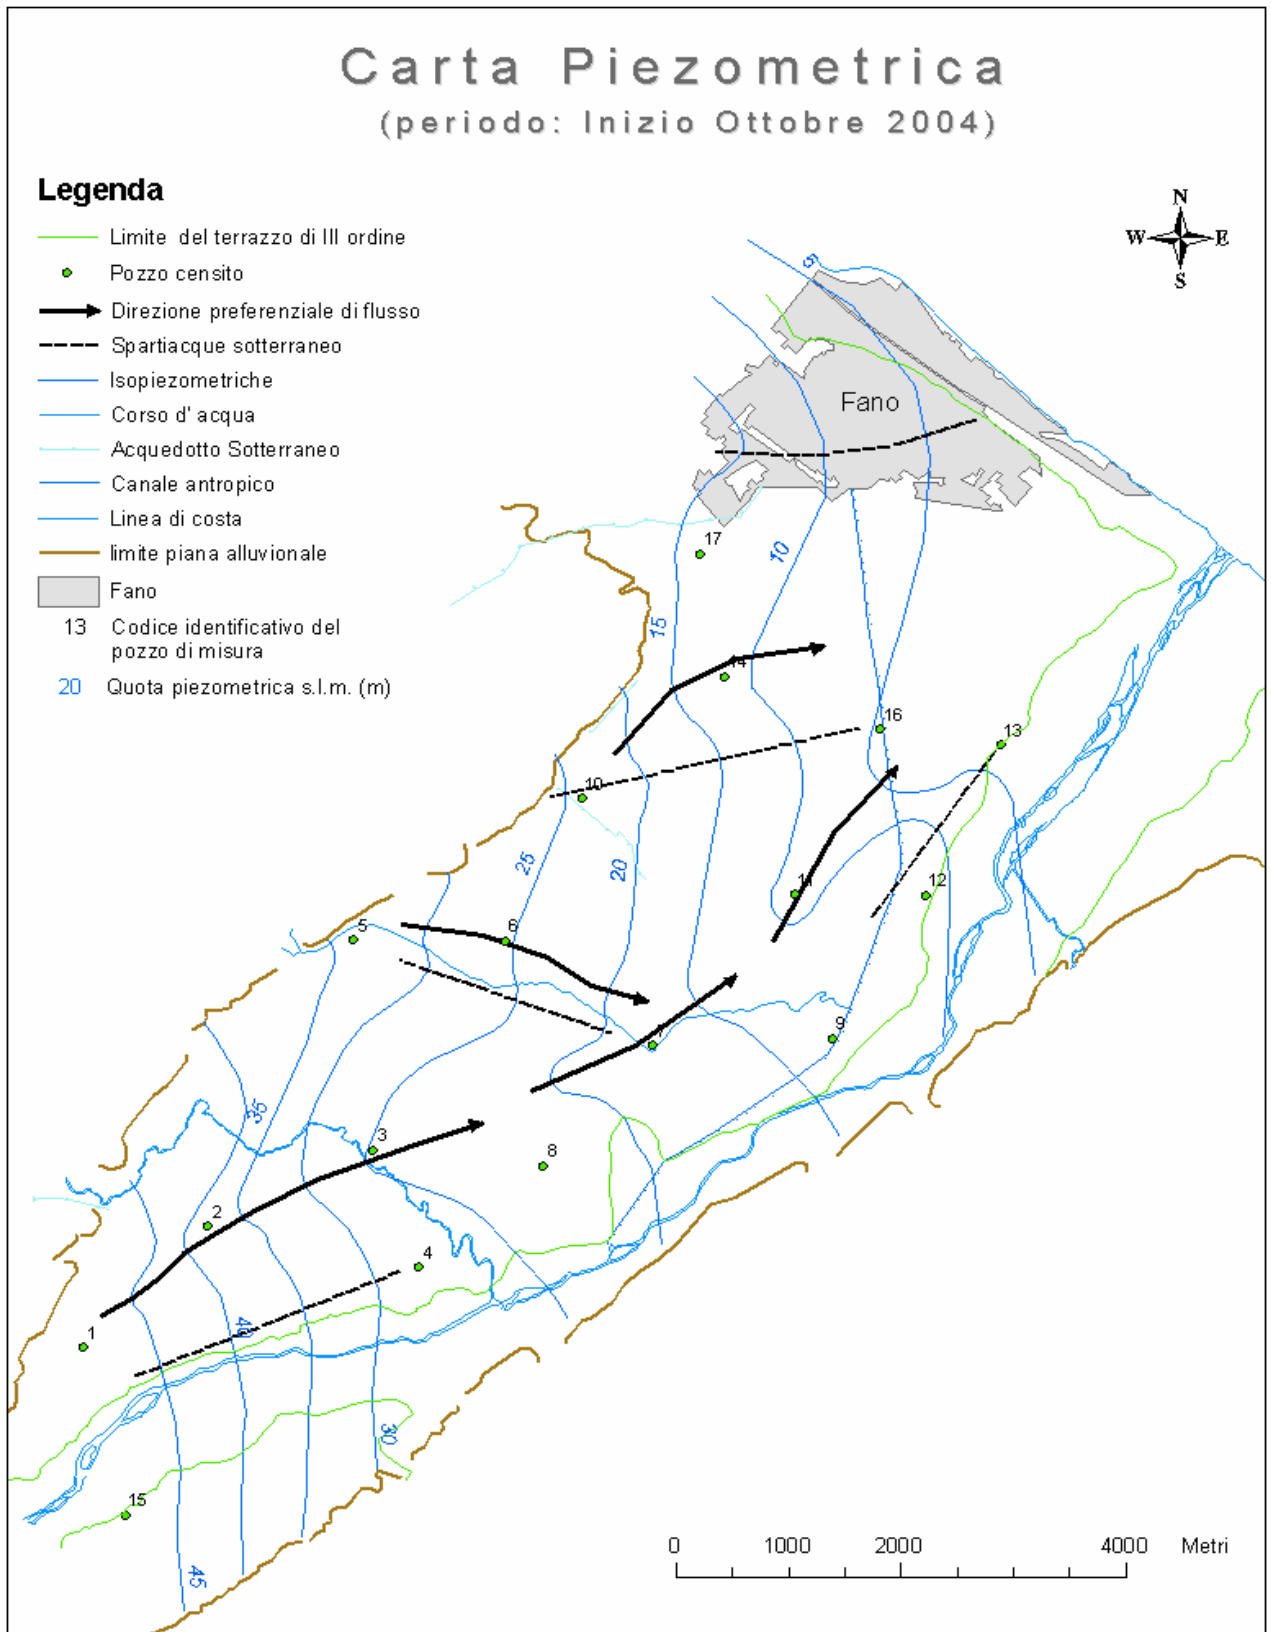 Carta Piezometrica
(periodo: Inizio Ottobre 2004)
Legenda
Limite del terrazzo di III ordine
Pozzo censito
Direzione preferenziale di flusso
Spartiacque sotterraneo
Isopiezometriche
Corso d' acqua
Acquedotto Sotterraneo
Canale antropico
Linea di costa
limite piana alluvionale
Fano
13 Codice identificativo del
pozzo di misura
20 Quota piezometrica s.l.m. (m)
N
W E
S
5
Fano
17
10
15
14
16
13
10
25
20
11
12
5
6
7
9
35
3
8
2
4
1
40
30
15
45
0 1000 2000 4000 Metri